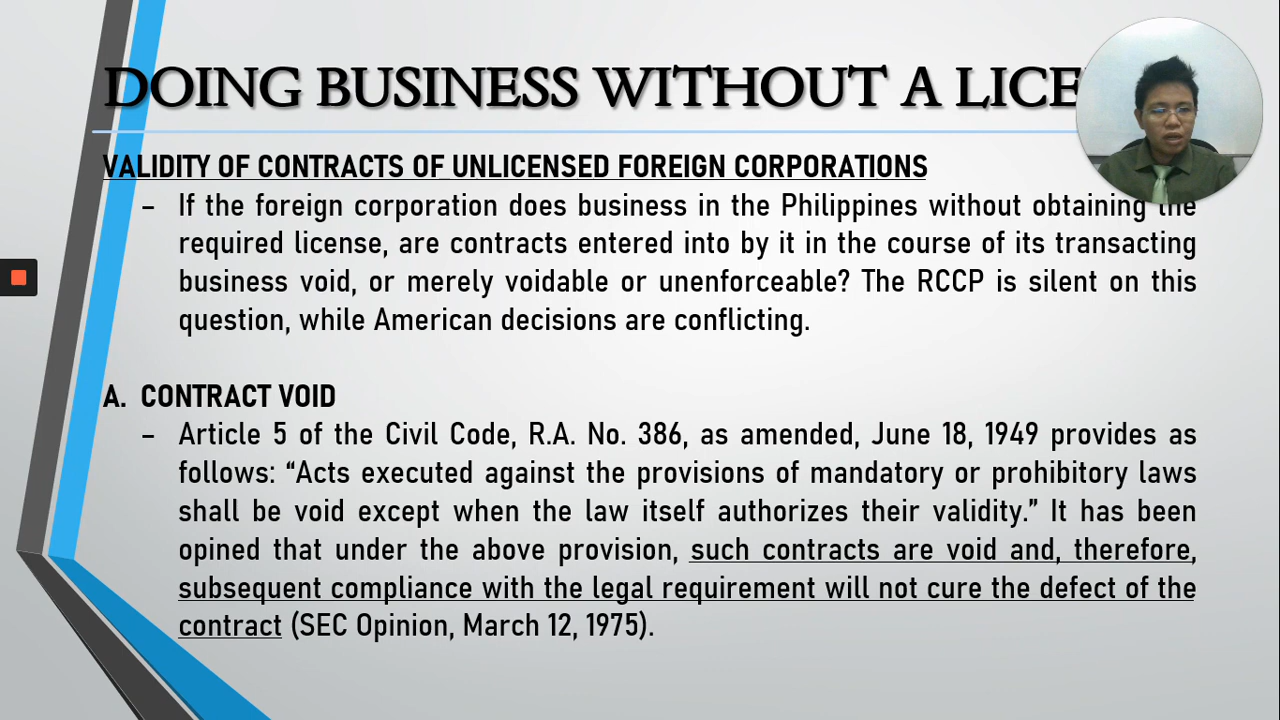 DOING BUSINESS WITHOUT A
VALIDITY OF CONTRACTS OF UNLICENSED FOREIGN CORPORATIONS
– If the foreign corporation does business in the Philippines without obtaining the
required license, are contracts entered into by it in the course of its transacting
business void, or merely voidable or unenforceable? The RCCP is silent on this
question, while American decisions are conflicting.
A. CONTRACT VOID
– Article 5 of the Civil Code, R.A. No. 386, as amended, June 18, 1949 provides as
follows: “Acts executed against the provisions of mandatory or prohibitory laws
shall be void except when the law itself authorizes their validity.” It has been
opined that under the above provision, such contracts are void and, therefore,
subsequent compliance with the legal requirement will not cure the defect of the
contract (SEC Opinion, March 12, 1975).